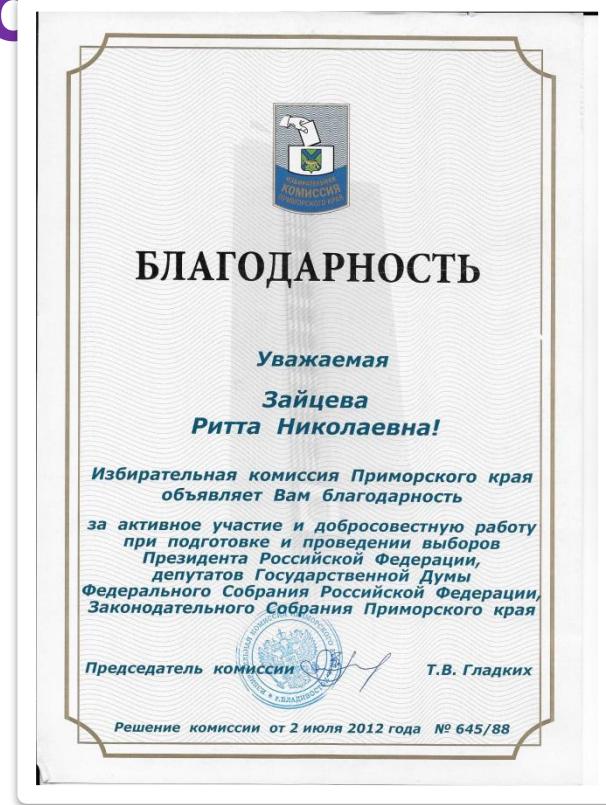 ИЗБИРАТЕЛЬНАЯ
КОМИССИЯ
ПРИМОРСКОГО КРАЯ
БЛАГОДАРНОСТЬ
Уважаемая
Зайцева
Ритта Николаевна!
Избирательная комиссия Приморского края
объявляет Вам благодарность
за активное участие и добросовестную работу
при подготовке и проведении выборов
Президента Российской Федерации,
депутатов Государственной Думы
Федерального Собрания Российской Федерации,
Законодательного Собрания Приморского края
Председатель комиссии Т.В. Гладких
Решение комиссии от 2 июля 2012 года № 645/88